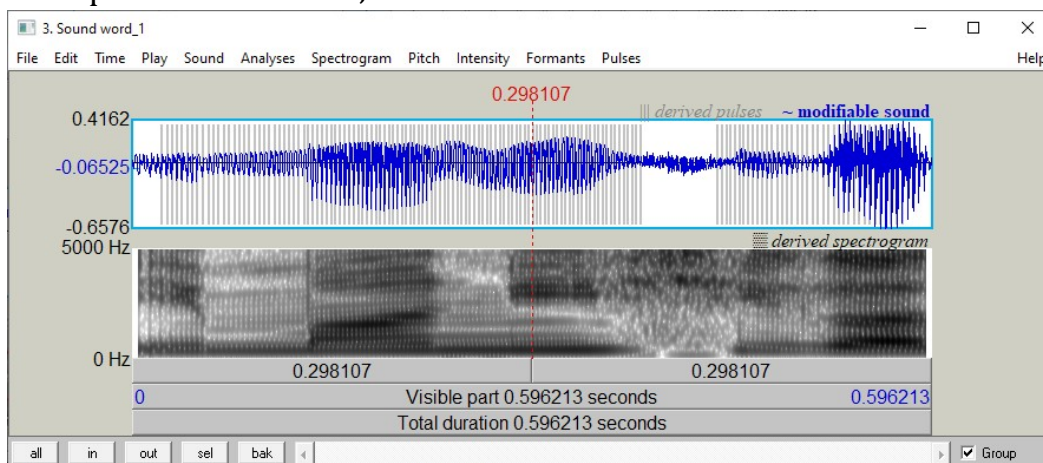 3. Sound word_1
File Edit Time Play Sound Analyses Spectrogram Pitch Intensity Formants Pulses Help
0.298107
derived pulses ~ modifiable sound
0.4162
-0.06525
-0.6576
5000 Hz derived spectrogram
0 Hz
0.298107 0.298107
0 Visible part 0.596213 seconds 0.596213
Total duration 0.596213 seconds
all in out sel bak Group